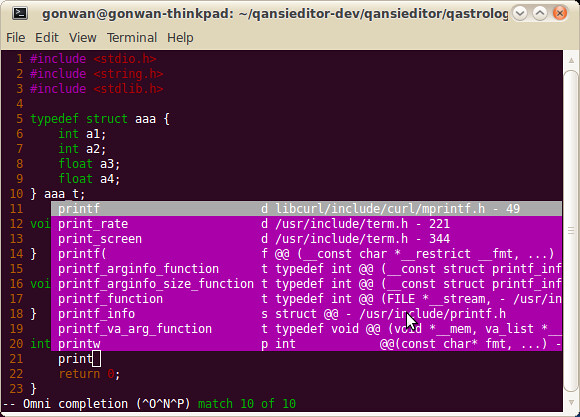 gonwan@gonwan-thinkpad: ~/qansieditor-dev/qansieditor/qastrolog
File Edit View Terminal Help
1 #include <stdio.h>
2 #include <string.h>
3 #include <stdlib.h>
4
5 typedef struct aaa {
6 int a1;
7 int a2;
8 float a3;
9 float a4;
10 } aaa_t;
11 printf d libcurl/include/curl/mprintf.h - 49
12 voi print_rate d /usr/include/term.h - 221
13 print_screen d /usr/include/term.h - 344
14 } printf( f @@ (__const char *__restrict __fmt, ...)
15 printf_arginfo_function t typedef int @@ (__const struct printf_inf
16 voi printf_arginfo_size_function t typedef int @@ (__const struct printf_inf
17 printf_function t typedef int @@ (FILE *__stream, - /usr/in
18 } printf_info s struct @@ - /usr/include/printf.h
19 printf_va_arg_function t typedef void @@ (void *__mem, va_list *__
20 int printw p int @@(const char* fmt, ...) -
21 print
22 return 0;
23 }
-- Omni completion (^O^N^P) match 10 of 10